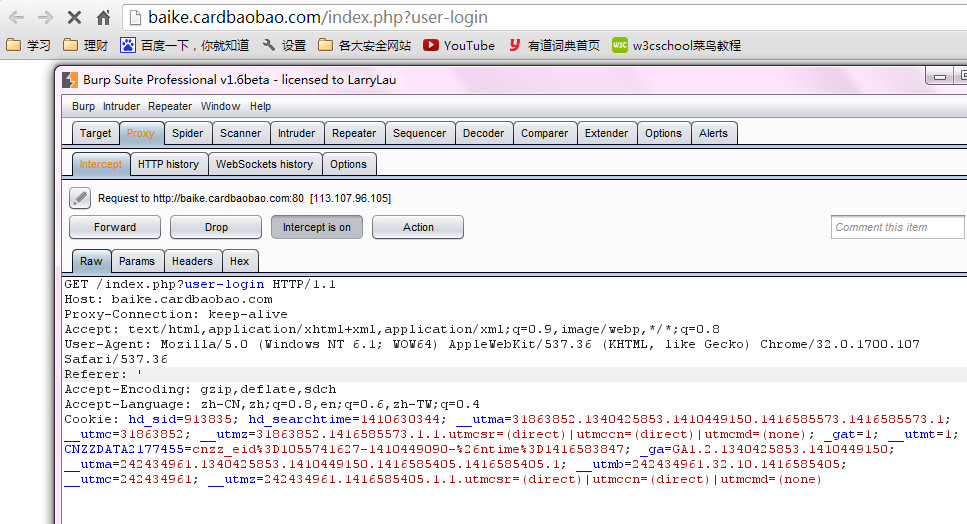 baike.cardbaobao.com/index.php?user-login
学习 理财 百度一下，你就知道 设置 各大安全网站 YouTube 有道词典首页 w3cschool菜鸟教程
Burp Suite Professional v1.6beta - licensed to LarryLau
Burp Intruder Repeater Window Help
Target Proxy Spider Scanner Intruder Repeater Sequencer Decoder Comparer Extender Options Alerts
Intercept HTTP history WebSockets history Options
Request to http://baike.cardbaobao.com:80 [113.107.96.105]
Forward Drop Intercept is on Action Comment this item
Raw Params Headers Hex
GET /index.php?user-login HTTP/1.1
Host: baike.cardbaobao.com
Proxy-Connection: keep-alive
Accept: text/html,application/xhtml+xml,application/xml;q=0.9,image/webp,*/*;q=0.8
User-Agent: Mozilla/5.0 (Windows NT 6.1; WOW64) AppleWebKit/537.36 (KHTML, like Gecko) Chrome/32.0.1700.107
Safari/537.36
Referer: '
Accept-Encoding: gzip,deflate,sdch
Accept-Language: zh-CN,zh;q=0.8,en;q=0.6,zh-TW;q=0.4
Cookie: hd_sid=913835; hd_searchtime=1410630344; __utma=31863852.1340425853.1410449150.1416585573.1416585573.1;
__utmc=31863852; __utmz=31863852.1416585573.1.1.utmcsr=(direct)|utmccn=(direct)|utmcmd=(none); _gat=1; __utmt=1;
CNZZDATA2177455=cnzz_eid%3D1055741627-1410449090-%26ntime%3D1416583847; _ga=GA1.2.1340425853.1410449150;
__utma=242434961.1340425853.1410449150.1416585405.1416585405.1; __utmb=242434961.32.10.1416585405;
__utmc=242434961; __utmz=242434961.1416585405.1.1.utmcsr=(direct)|utmccn=(direct)|utmcmd=(none)